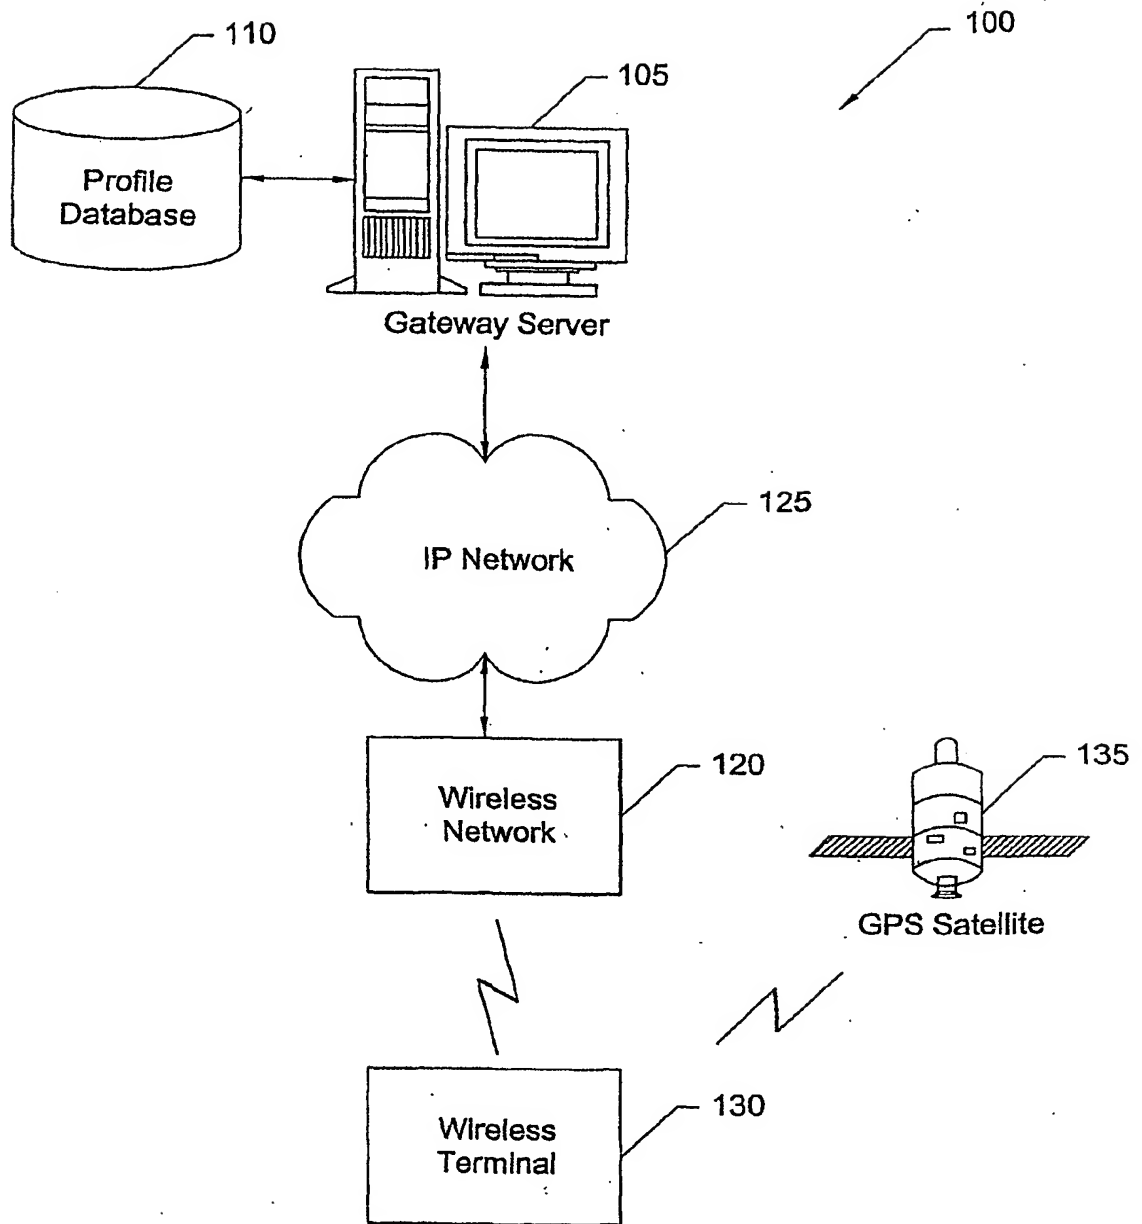 110
100
105
Profile
Database
Gateway Server
125
IP Network
120
135
Wireless
Network
GPS Satellite
130
Wireless
Terminal